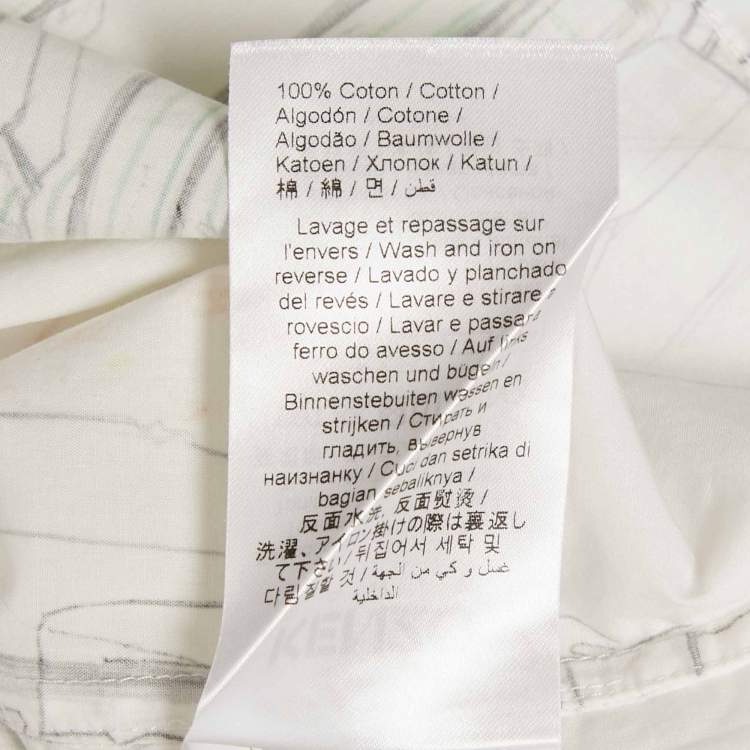 100% Coton / Cotton /
Algodón / Cotone /
Algodão / Baumwolle /
Katoen / Хлопок / Katun /
棉 / 綿 / 면 / قطن
Lavage et repassage sur
l'envers / Wash and iron on
reverse / Lavado y planchado
del revés / Lavare e stirare a
rovescio / Lavar e passar a
ferro do avesso / Auf links
waschen und bügen /
Binnenstebuiten wassen en
strijken / Стирать и
гладить, вывернув
наизнанку / Cuci dan setrika di
bagian sebaliknya /
反面水洗, 反面熨烫 /
洗濯、アイロン掛けの際は裏返し
て下さい / 뒤집어서 세탁 및
다림질할 것 / غسل و كي من الجهة
الداخلية